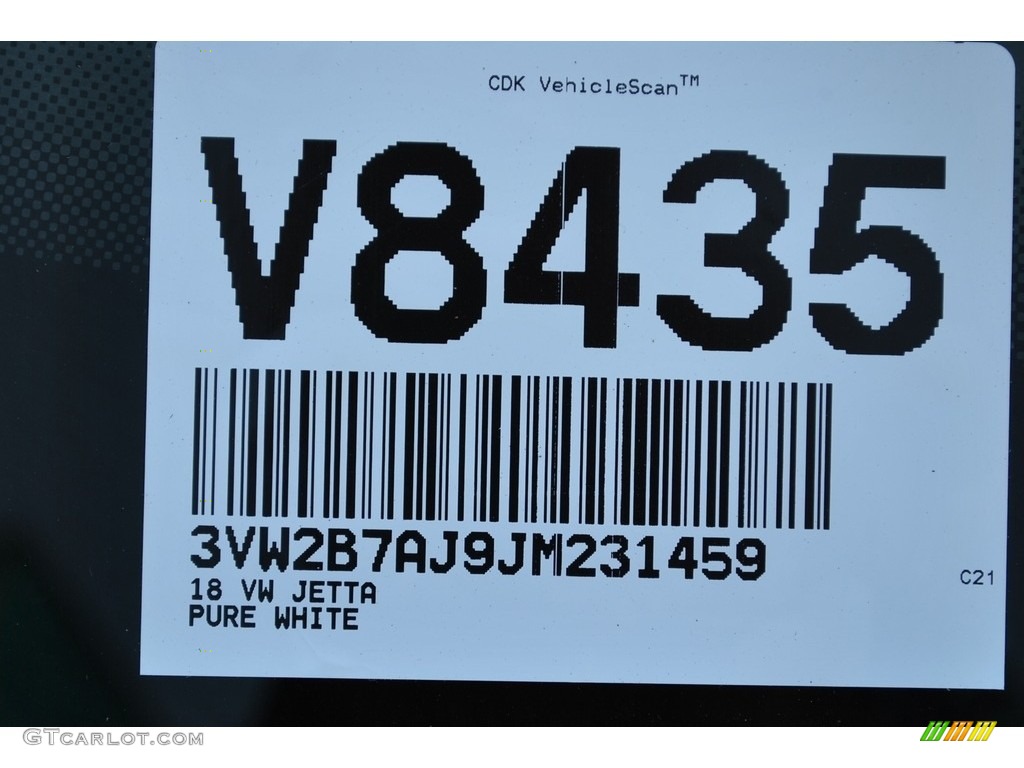 CDK VehicleScan™
V8435
3VW2B7AJ9JM231459
18 VW JETTA
PURE WHITE
C21
GTCARLOT.COM